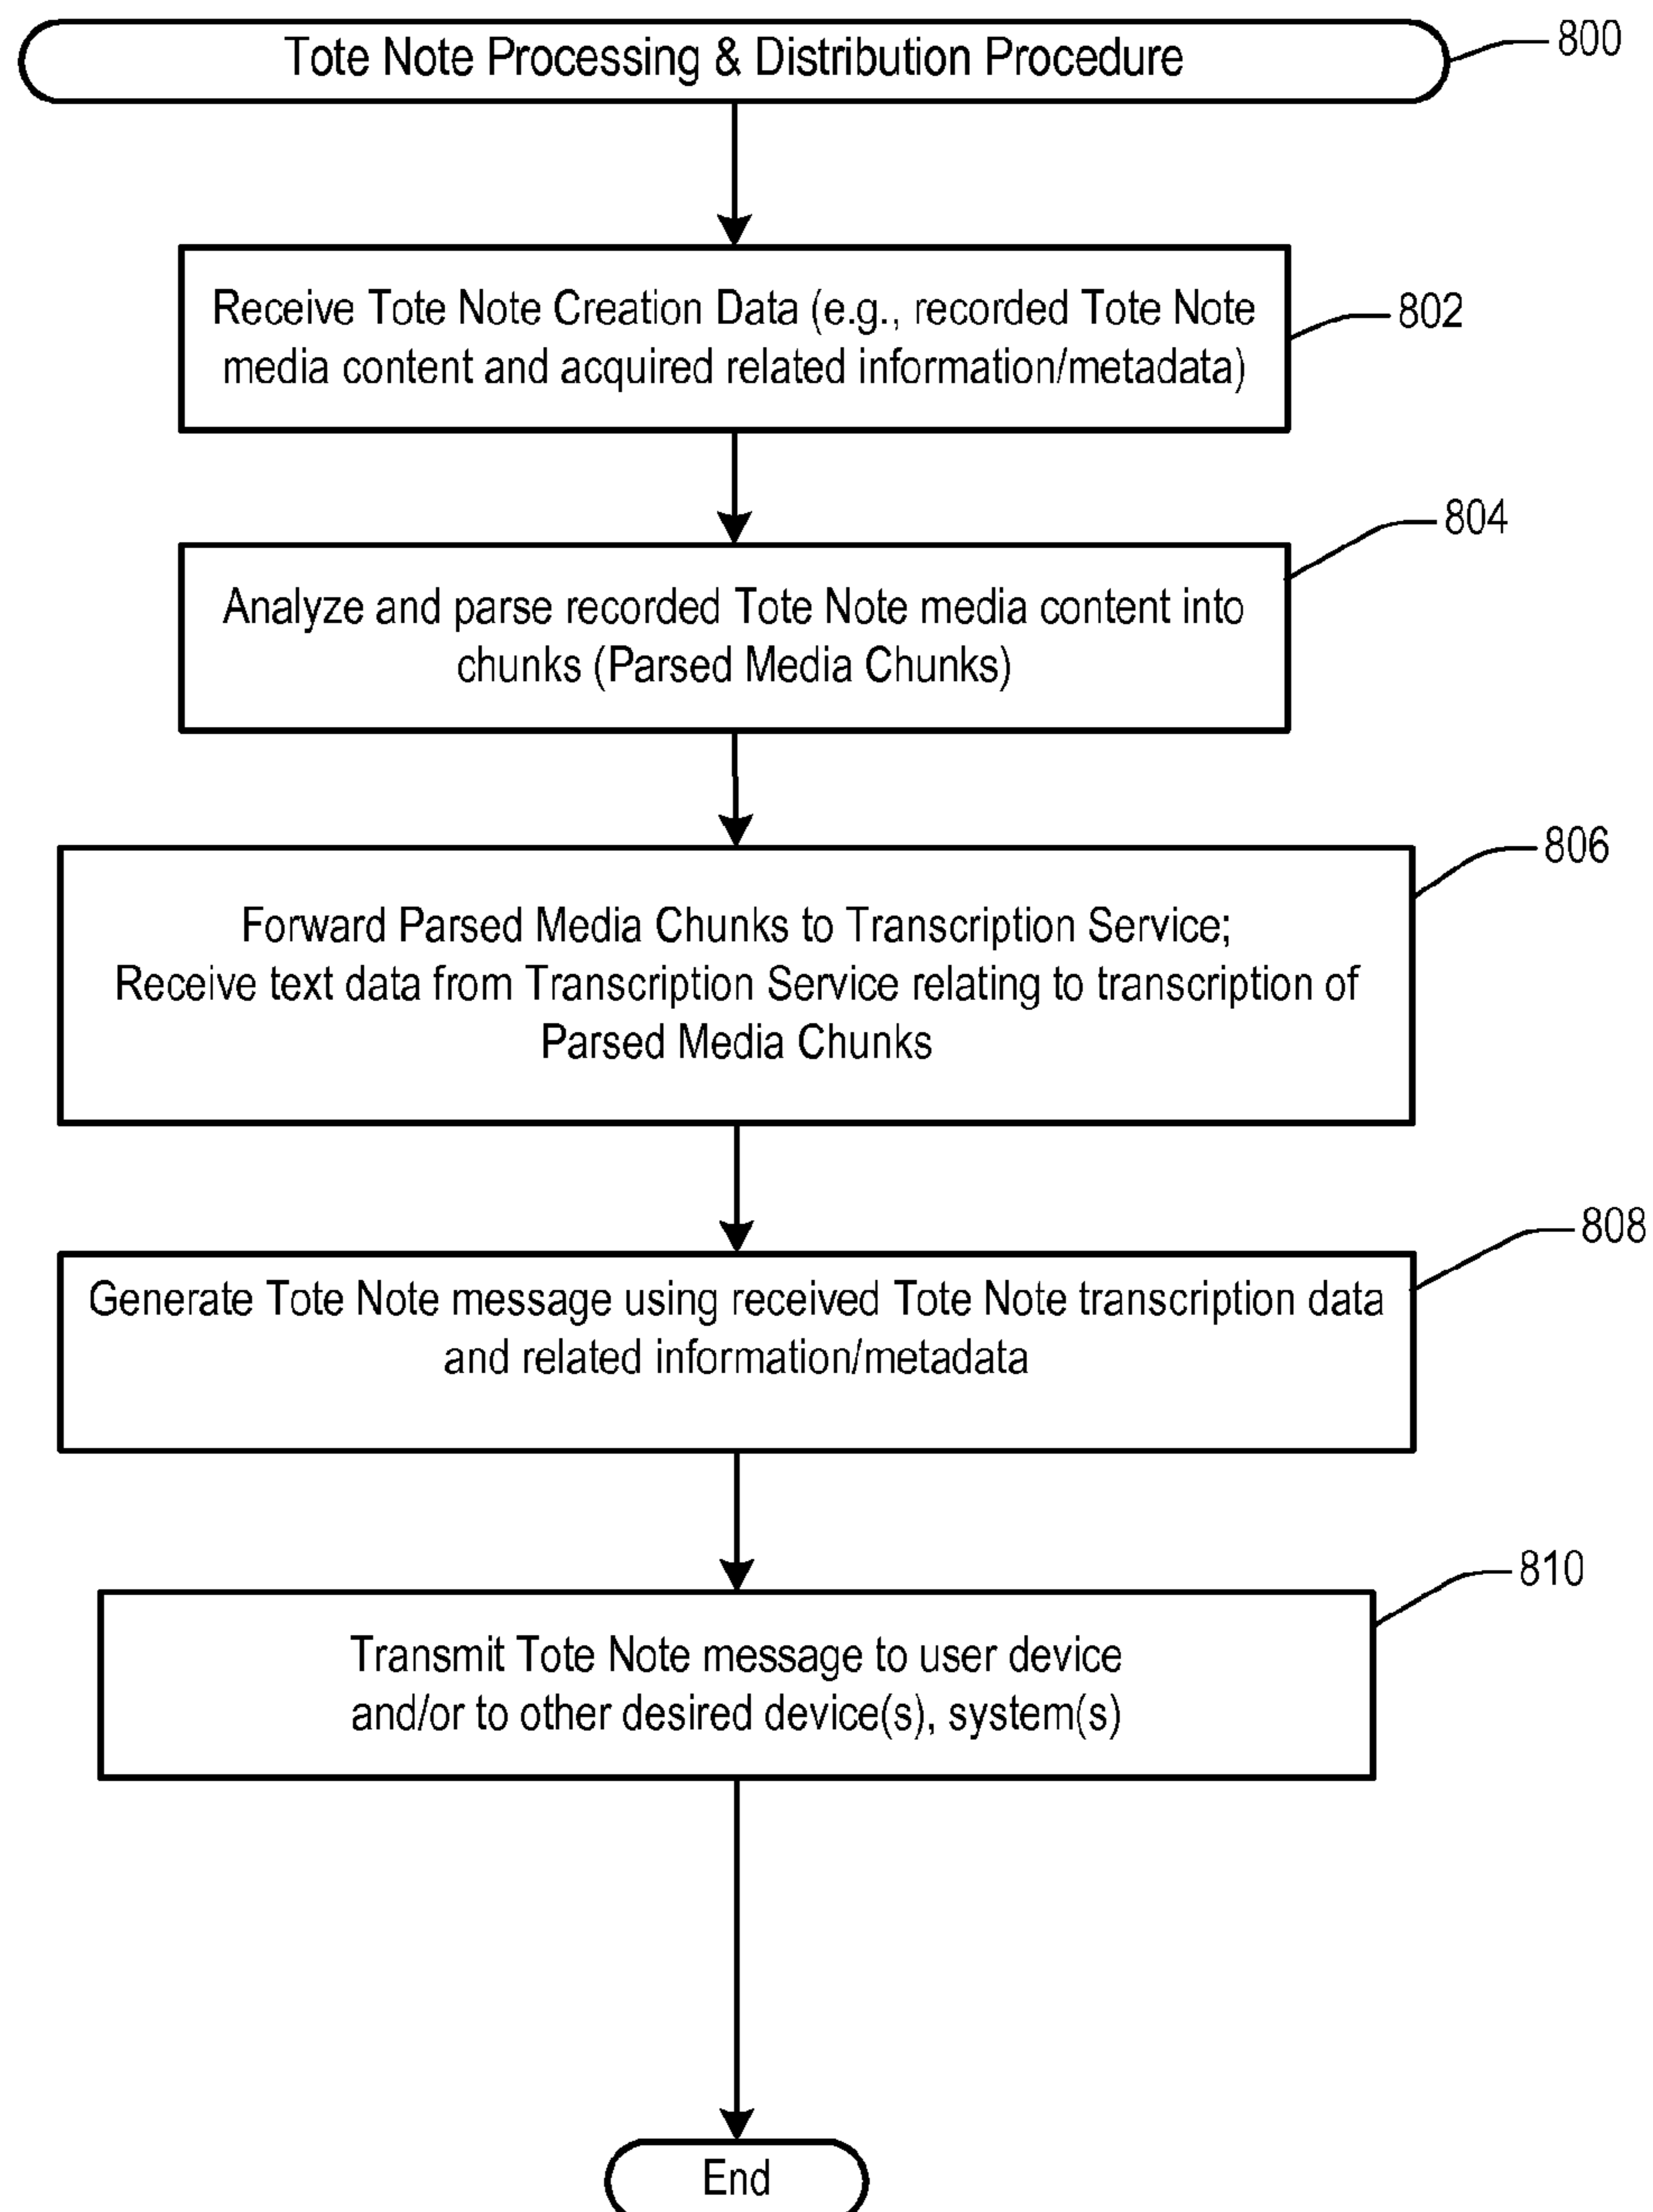 Tote Note Processing & Distribution Procedure
800
Receive Tote Note Creation Data (e.g., recorded Tote Note
media content and acquired related information/metadata)
802
804
Analyze and parse recorded Tote Note media content into
chunks (Parsed Media Chunks)
806
Forward Parsed Media Chunks to Transcription Service;
Receive text data from Transcription Service relating to transcription of
Parsed Media Chunks
808
Generate Tote Note message using received Tote Note transcription data
and related information/metadata
810
Transmit Tote Note message to user device
and/or to other desired device(s), system(s)
End